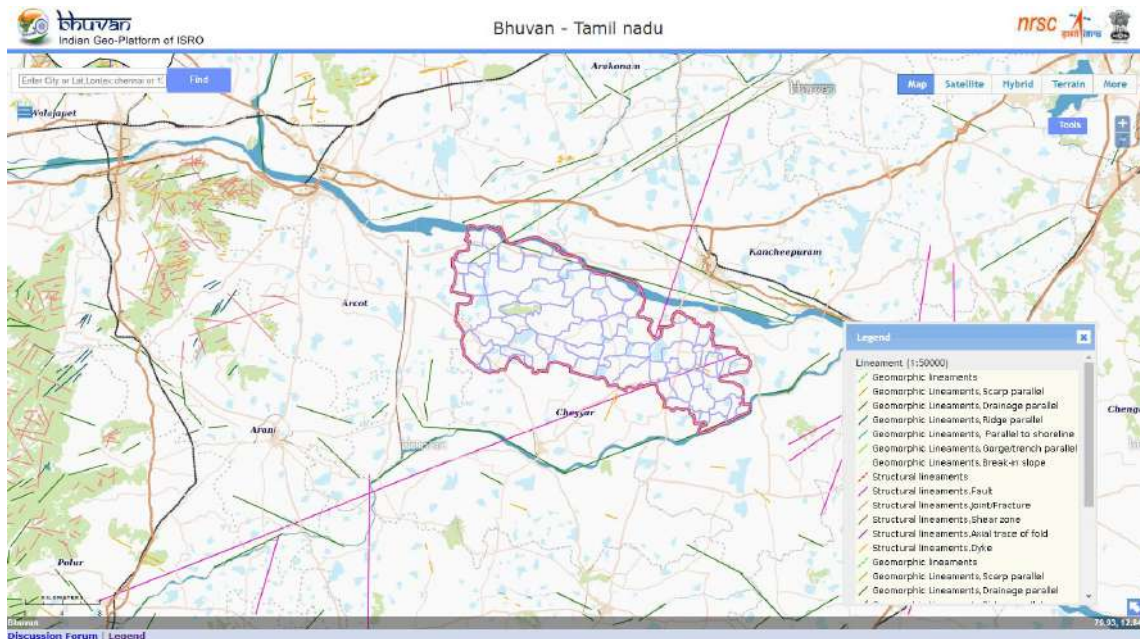 bhuvan
Indian Geo-Platform of ISRO
Bhuvan - Tamil nadu
nrsc
Find
Map
Satellite
Hybrid
Terrain
More
Tools
Arakonam
Walajapet
Kancheepuram
Arcot
Cheyyar
Arani
Polur
KILOMETERS
Legend
Lineament (1:50000)
Geomorphic lineaments
Geomorphic Lineaments, Scarp parallel
Geomorphic Lineaments, Drainage parallel
Geomorphic Lineaments, Ridge parallel
Geomorphic Lineaments, Parallel to shoreline
Geomorphic Lineaments, Gorge/trench parallel
Geomorphic Lineaments, Break-in slope
Structural lineaments
Structural lineaments, Fault
Structural lineaments, Joint/Fracture
Structural lineaments, Shear zone
Structural lineaments, Axial trace of fold
Structural lineaments, Dyke
Geomorphic lineaments
Geomorphic Lineaments, Scarp parallel
Geomorphic Lineaments, Drainage parallel
Bhuvan
Discussion Forum | Legend